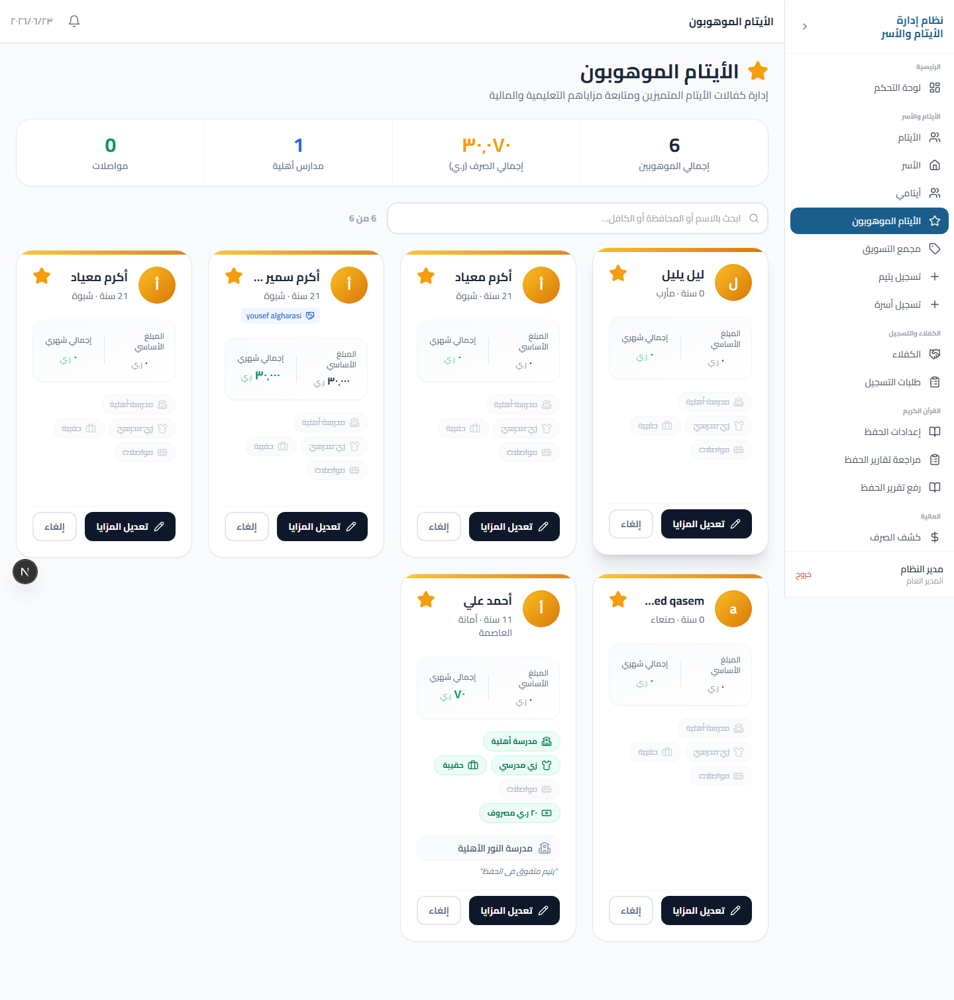 نظام إدارة
الأيتام والأسر
الرئيسية
لوحة التحكم
الأيتام والأسر
الأيتام
الأسر
أيتامي
الأيتام الموهوبون
مجمع التسويق
تسجيل يتيم
تسجيل أسرة
الكفلاء والتسجيل
الكفلاء
طلبات التسجيل
القرآن الكريم
إعدادات الحفظ
مراجعة تقارير الحفظ
رفع تقرير الحفظ
المالية
كشف الصرف
مدير النظام
المدير العام
خروج
الأيتام الموهوبون
٢٠٢٦/٠٦/٢٣
الأيتام الموهوبون
إدارة كفالات الأيتام المتميزين ومتابعة مزاياهم التعليمية والمالية
6
إجمالي الموهوبين
٣٠,٠٧٠
إجمالي الصرف (ر.ي)
1
مدارس أهلية
0
مواصلات
ابحث بالاسم أو المحافظة أو الكافل...
6 من 6
ل
ليل يليل
0 سنة · مأرب
المبلغ
الأساسي
٠ ر.ي
إجمالي شهري
٠ ر.ي
مدرسة أهلية
زي مدرسي
حقيبة
مواصلات
تعديل المزايا
إلغاء
أ
أكرم معياد
21 سنة · شبوة
المبلغ
الأساسي
٠ ر.ي
إجمالي شهري
٠ ر.ي
مدرسة أهلية
زي مدرسي
حقيبة
مواصلات
تعديل المزايا
إلغاء
أ
أكرم سمير ...
21 سنة · شبوة
yousef algharasi
المبلغ
الأساسي
٣٠,٠٠٠ ر.ي
إجمالي شهري
٣٠,٠٠٠ ر.ي
مدرسة أهلية
زي مدرسي
حقيبة
مواصلات
تعديل المزايا
إلغاء
أ
أكرم معياد
21 سنة · شبوة
المبلغ
الأساسي
٠ ر.ي
إجمالي شهري
٠ ر.ي
مدرسة أهلية
زي مدرسي
حقيبة
مواصلات
تعديل المزايا
إلغاء
N
a
...ed qasem
0 سنة · صنعاء
المبلغ
الأساسي
٠ ر.ي
إجمالي شهري
٠ ر.ي
مدرسة أهلية
زي مدرسي
حقيبة
مواصلات
تعديل المزايا
إلغاء
أ
أحمد علي
11 سنة · أمانة
العاصمة
المبلغ
الأساسي
٠ ر.ي
إجمالي شهري
٧٠ ر.ي
مدرسة أهلية
زي مدرسي
حقيبة
مواصلات
٢٠ ر.ي مصروف
مدرسة النور الأهلية
"يتيم متفوق في الحفظ"
تعديل المزايا
إلغاء